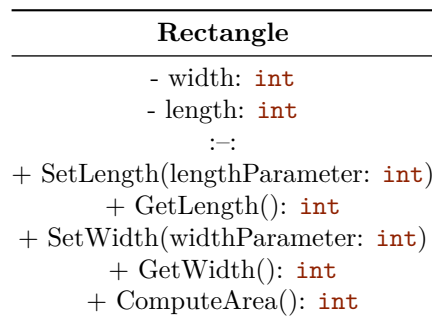 Rectangle
- width: int
- length: int
:–:
+ SetLength(lengthParameter: int)
+ GetLength(): int
+ SetWidth(widthParameter: int)
+ GetWidth(): int
+ ComputeArea(): int